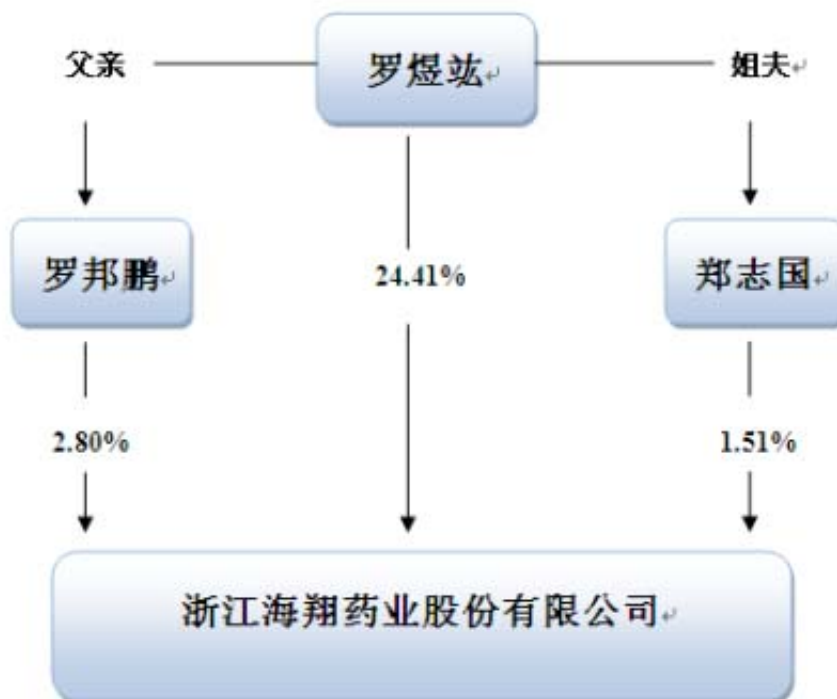 父亲
罗煜竑
姐夫
罗邦鹏
24.41%
郑志国
2.80%
1.51%
浙江海翔药业股份有限公司